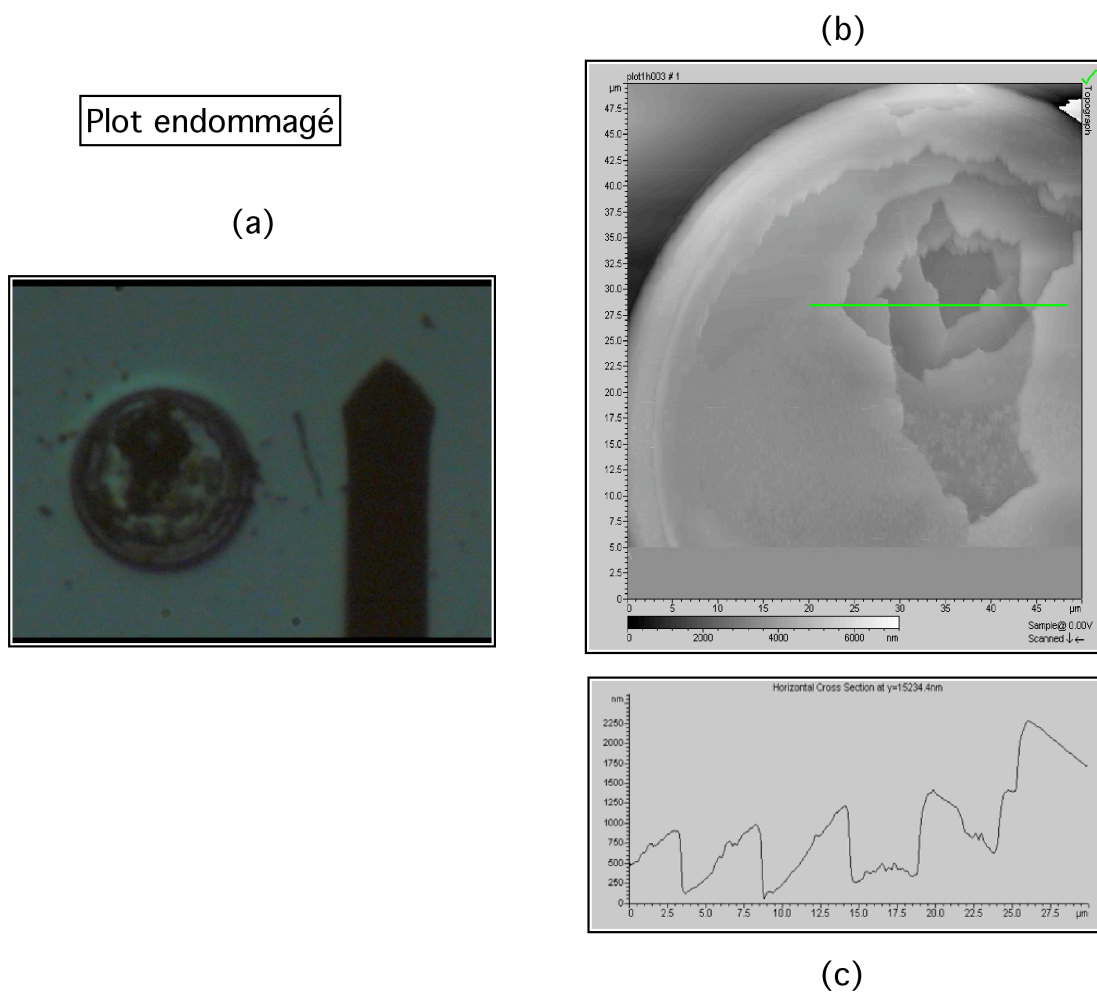 (b)
Plot endommagé
(a)
plot1h003 # 1
Topograph
µm
47.5
45.0
42.5
40.0
37.5
35.0
32.5
30.0
27.5
25.0
22.5
20.0
17.5
15.0
12.5
10.0
7.5
5.0
2.5
0
0 5 10 15 20 25 30 35 40 45 µm
0 2000 4000 6000 nm
Sample@ 0.00V
Scanned ↓←
Horizontal Cross Section at y=15234.4nm
nm
2250
2000
1750
1500
1250
1000
750
500
250
0
0 2.5 5.0 7.5 10.0 12.5 15.0 17.5 20.0 22.5 25.0 27.5 µm
(c)